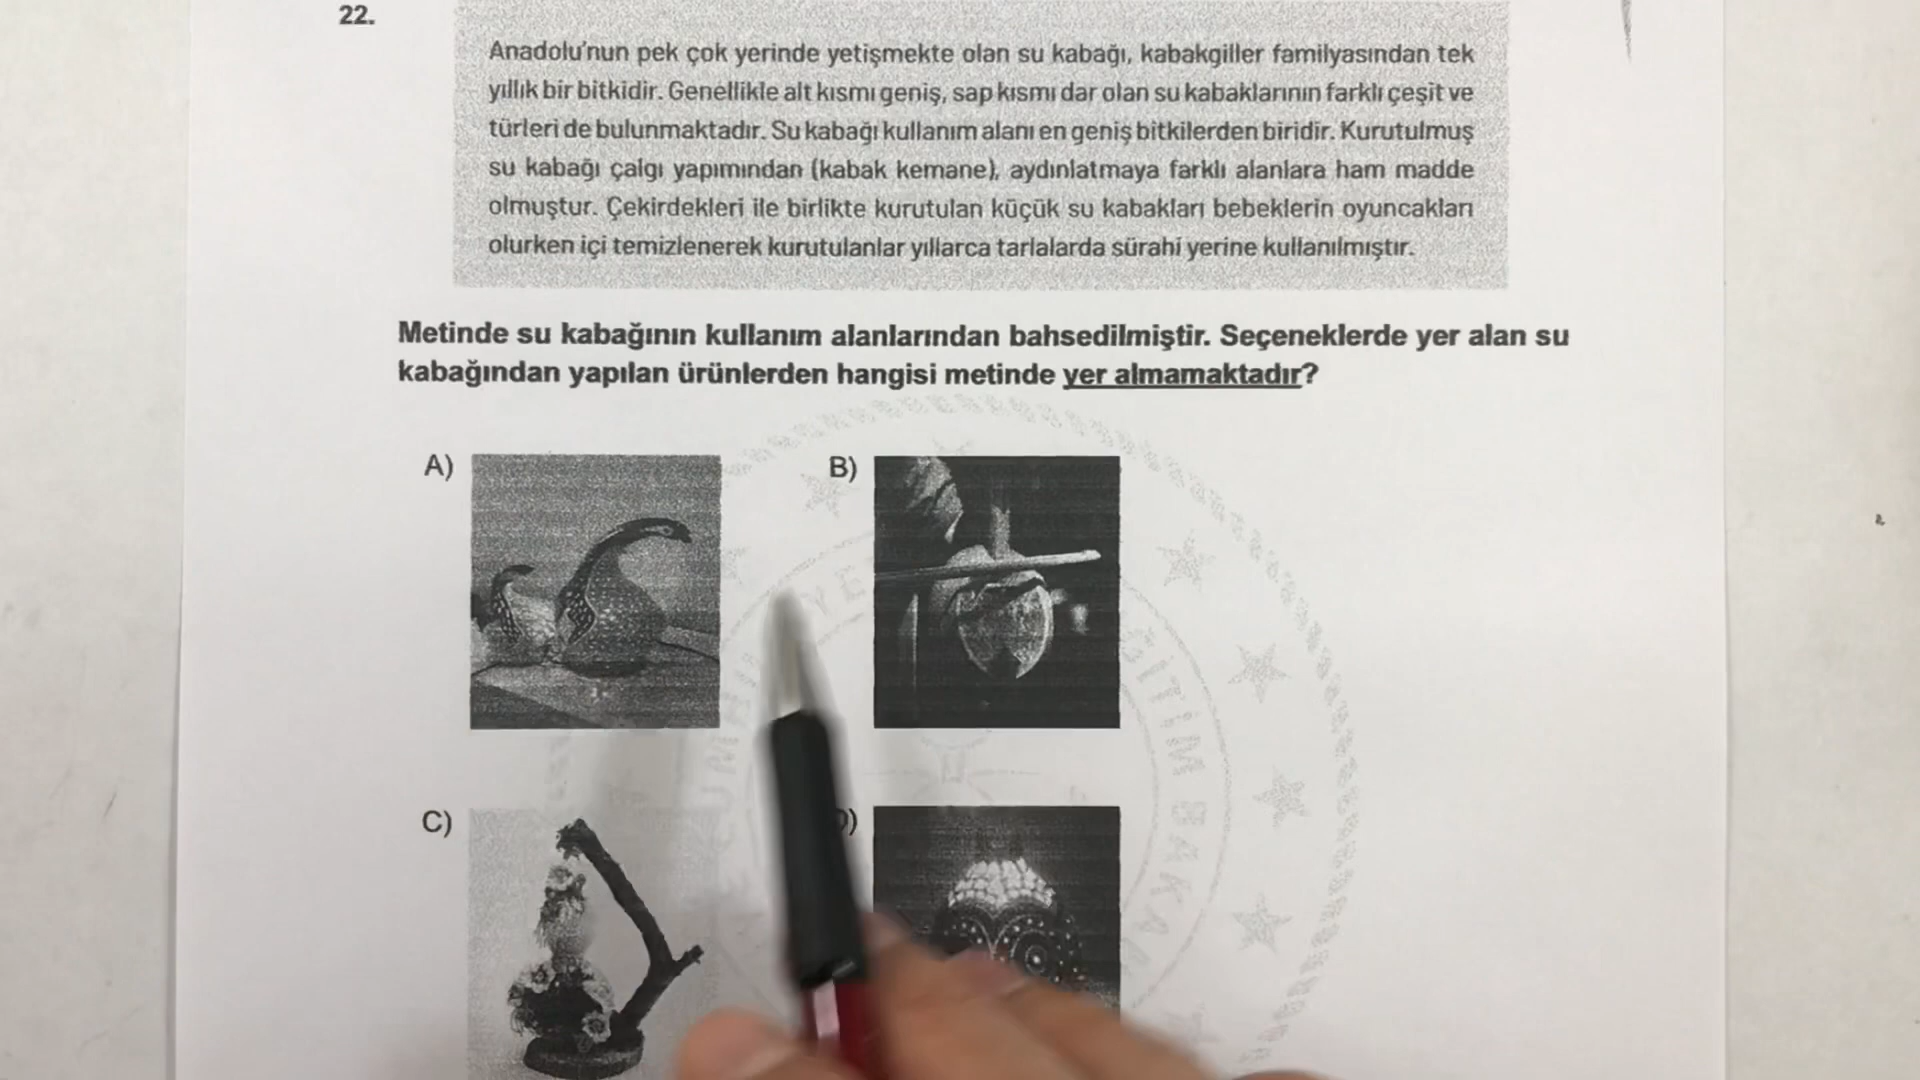 22.
Anadolu'nun pek çok yerinde yetişmekte olan su kabağı, kabakgiller familyasından tek
yıllık bir bitkidir. Genellikle alt kısmı geniş, sap kısmı dar olan su kabaklarının farklı çeşit ve
türleri de bulunmaktadır. Su kabağı kullanım alanı en geniş bitkilerden biridir. Kurutulmuş
su kabağı çalgı yapımından (kabak kemane), aydınlatmaya farklı alanlara ham madde
olmuştur. Çekirdekleri ile birlikte kurutulan küçük su kabakları bebeklerin oyuncakları
olurken içi temizlenerek kurutulanlar yıllarca tarlalarda sürahi yerine kullanılmıştır.
Metinde su kabağının kullanım alanlarından bahsedilmiştir. Seçeneklerde yer alan su
kabağından yapılan ürünlerden hangisi metinde yer almamaktadır?
A)
B)
C)